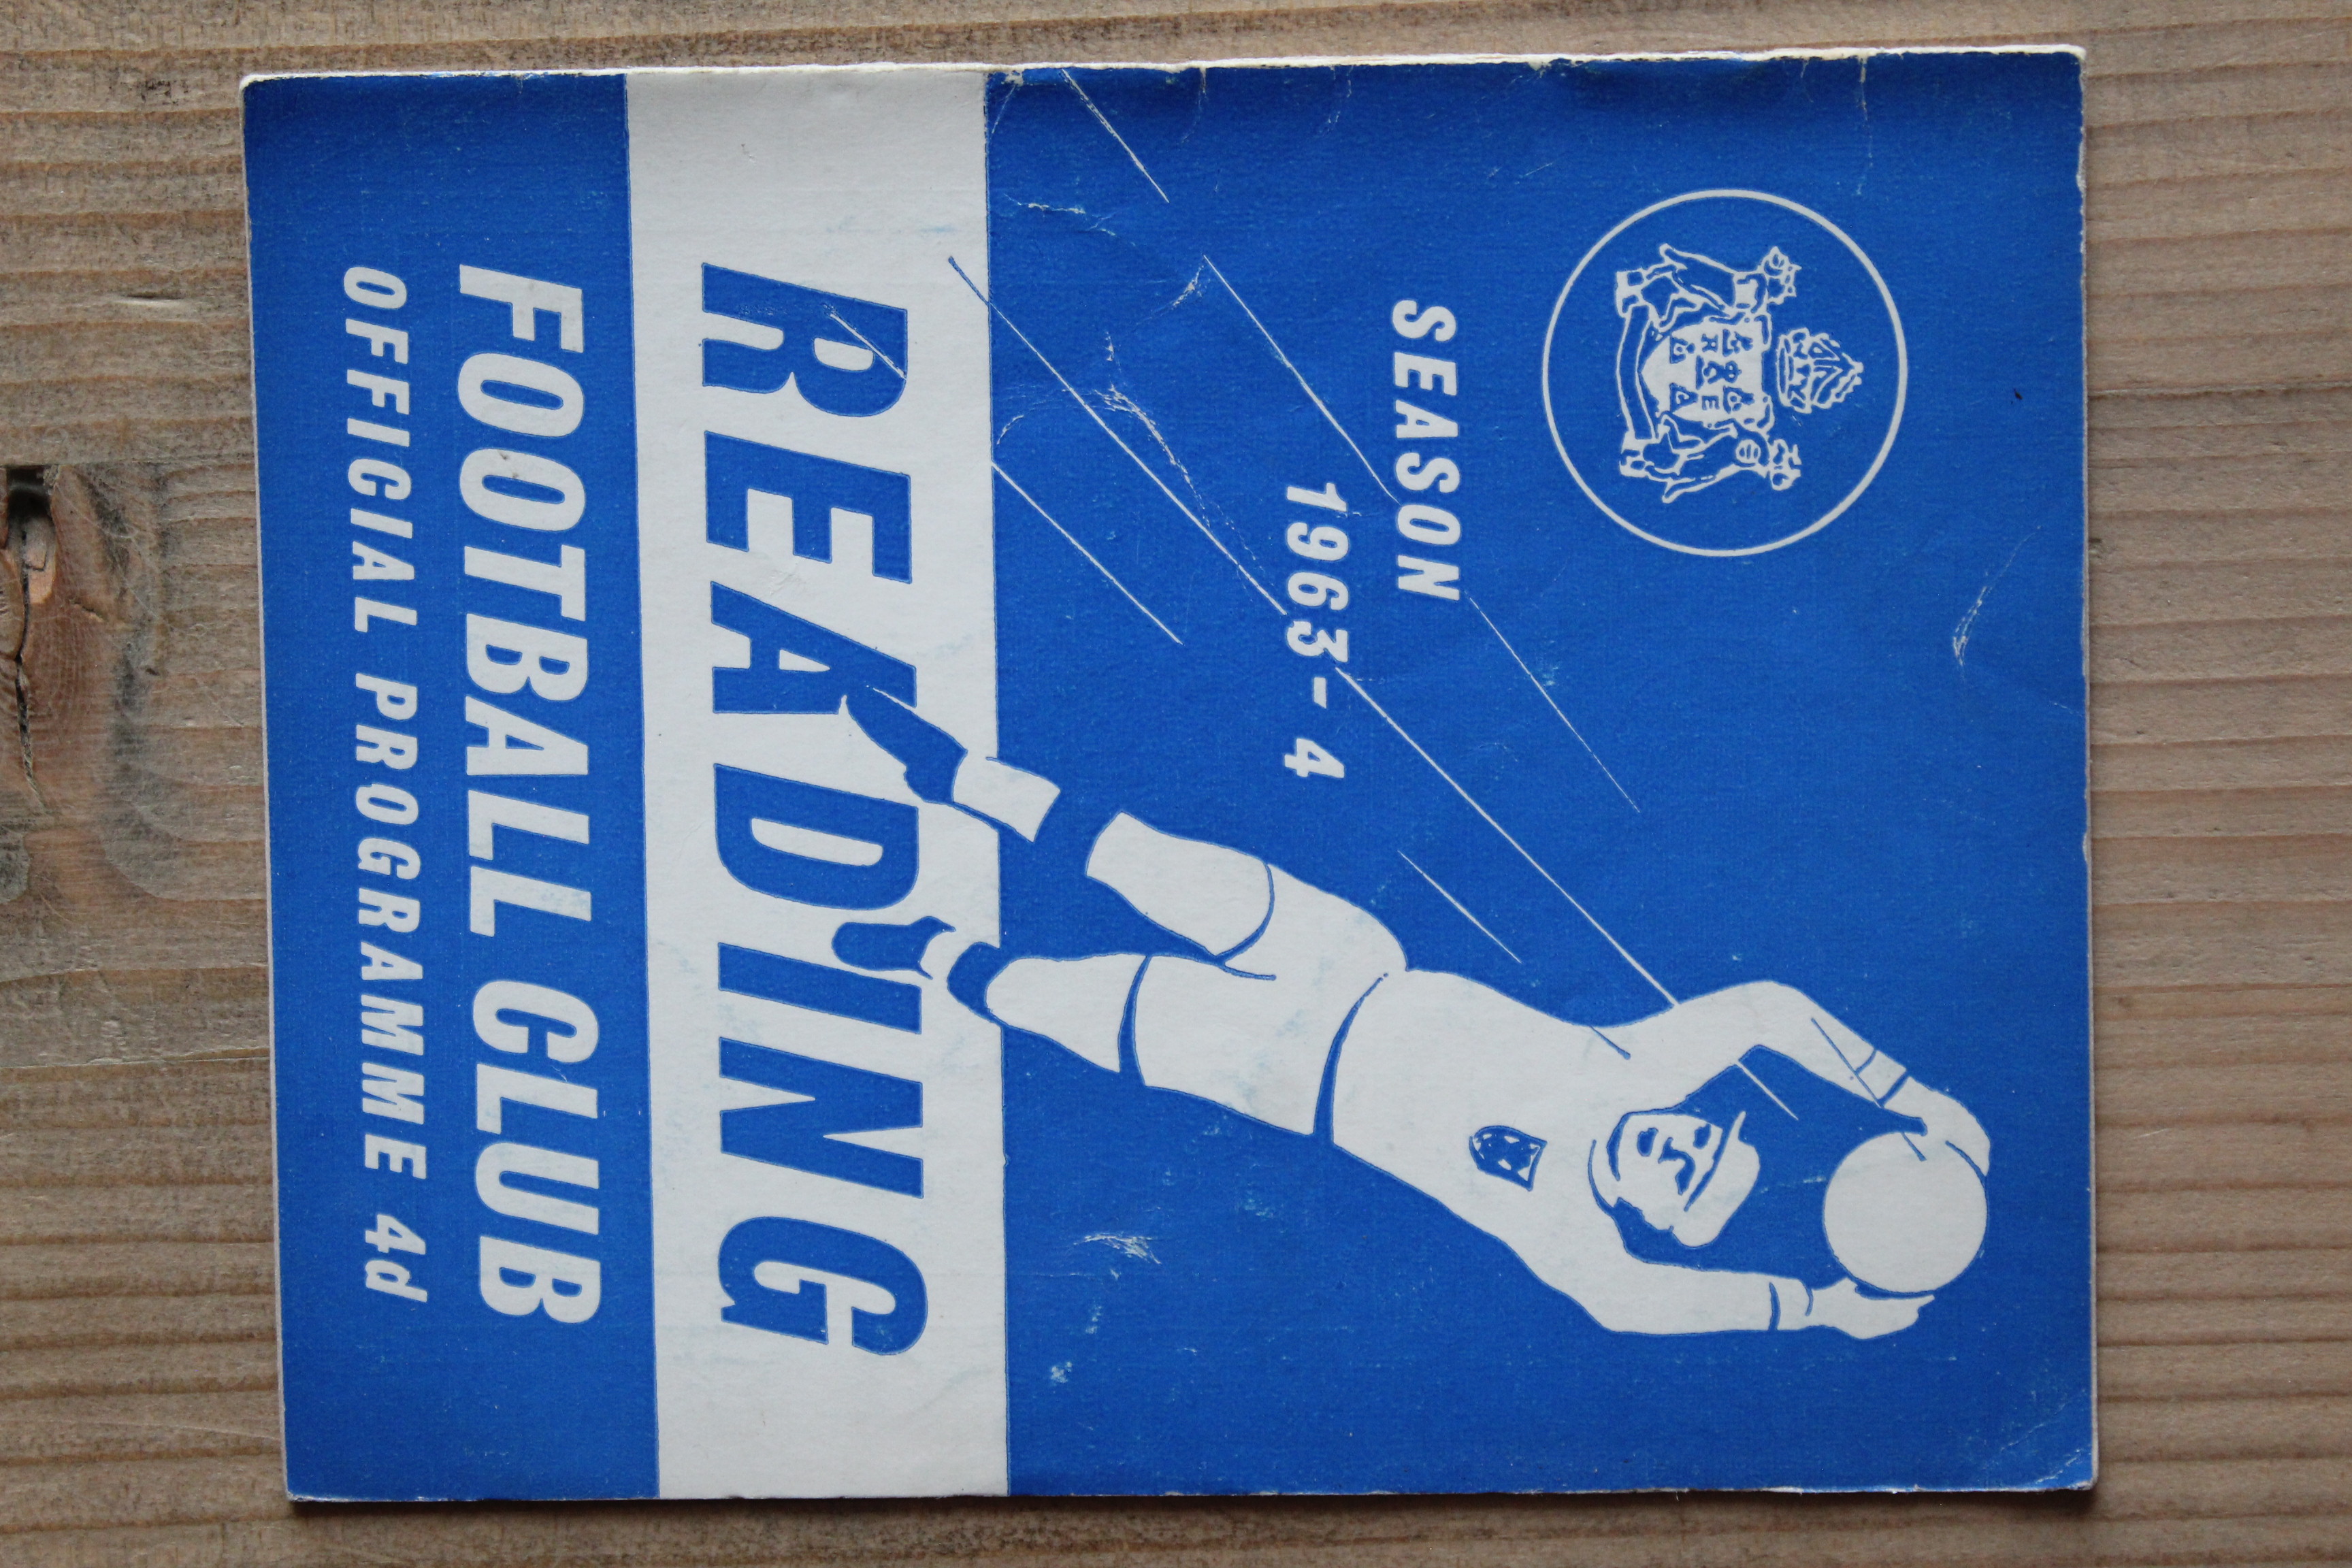 SEASON
1963-4
READING
FOOTBALL CLUB
OFFICIAL PROGRAMME 4d